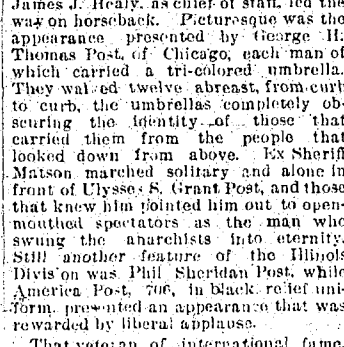 James J. Healy, as chief of staff, led the
way on horseback. Picturesque was the
appearance presented by George H.
Thomas Post, of Chicago, each man of
which carried a tri-colored umbrella.
They walked twelve abreast, from curb
to curb, the umbrellas completely ob-
scuring the identity of those that
carried them from the people that
looked down from above. Ex Sheriff
Matson marched solitary and alone in
front of Ulysses S. Grant Post, and those
that knew him pointed him out to open-
mouthed spectators as the man who
swung the anarchists into eternity.
Still another feature of the Illinois
Division was Phil Sheridan Post, while
America Post, 706, in black relief uni-
form, presented an appearance that was
rewarded by liberal applause.
That veteran of international fame,